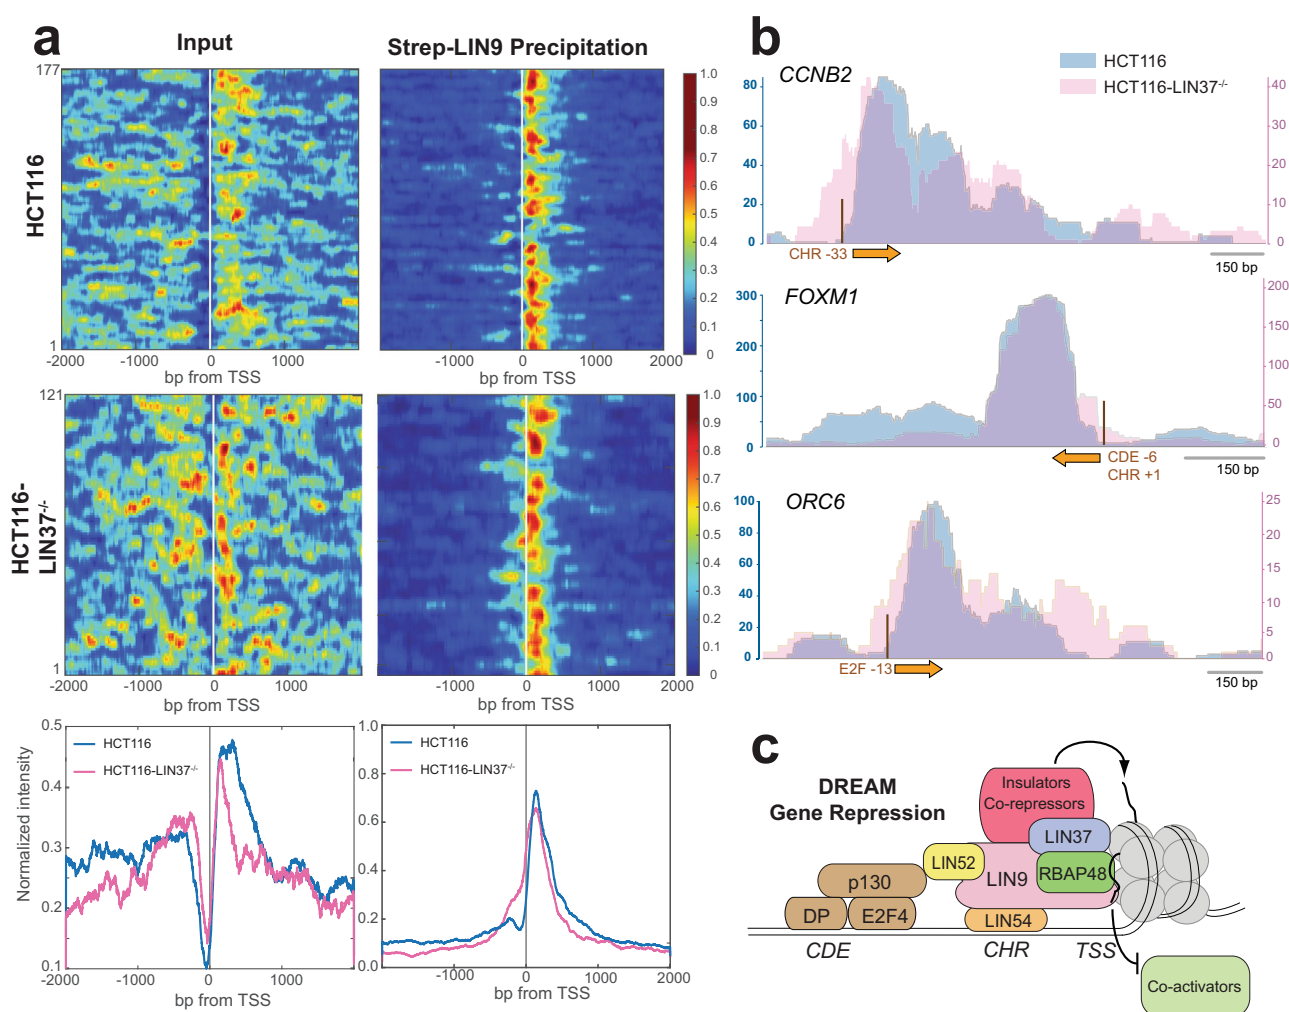 a
Input
Strep-LIN9 Precipitation
HCT116
177
1
-2000 -1000 0 1000
bp from TSS
-1000 0 1000 2000
bp from TSS
1.0
0.9
0.8
0.7
0.6
0.5
0.4
0.3
0.2
0.1
0
HCT116-
LIN37-/-
121
1
-2000 -1000 0 1000
bp from TSS
-1000 0 1000 2000
bp from TSS
1.0
0.9
0.8
0.7
0.6
0.5
0.4
0.3
0.2
0.1
0
Normalized intensity
0.5
0.4
0.3
0.2
0.1
HCT116
HCT116-LIN37-/-
-2000 -1000 0 1000
bp from TSS
1.0
0.8
0.6
0.4
0.2
0.0
HCT116
HCT116-LIN37-/-
-1000 0 1000 2000
bp from TSS
b
HCT116
HCT116-LIN37-/-
CCNB2
80
60
40
20
0
40
30
20
10
0
CHR -33
150 bp
FOXM1
300
200
100
0
200
150
100
50
0
CDE -6
CHR +1
150 bp
ORC6
100
80
60
40
20
0
25
20
15
10
5
0
E2F -13
150 bp
c
DREAM
Gene Repression
Insulators
Co-repressors
LIN37
LIN52
LIN9
RBAP48
p130
DP
E2F4
LIN54
CDE
CHR
TSS
Co-activators